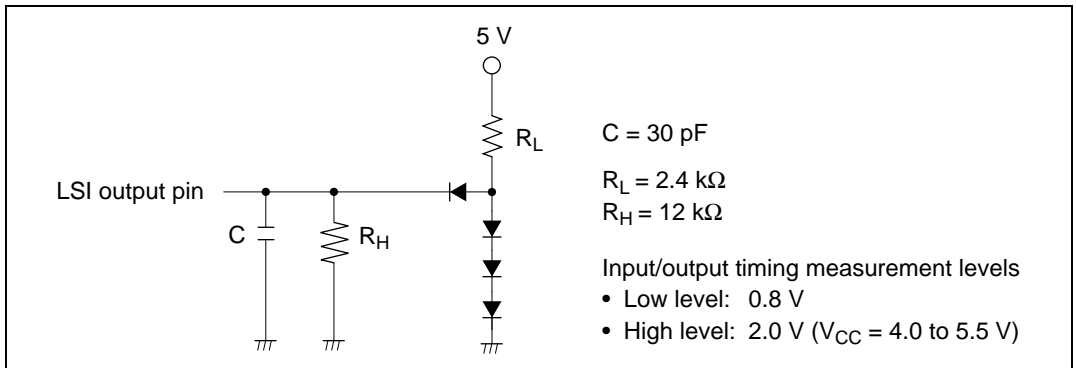 5 V
R_L
LSI output pin
C
R_H
C = 30 pF
R_L = 2.4 kΩ
R_H = 12 kΩ
Input/output timing measurement levels
• Low level: 0.8 V
• High level: 2.0 V (V_CC = 4.0 to 5.5 V)